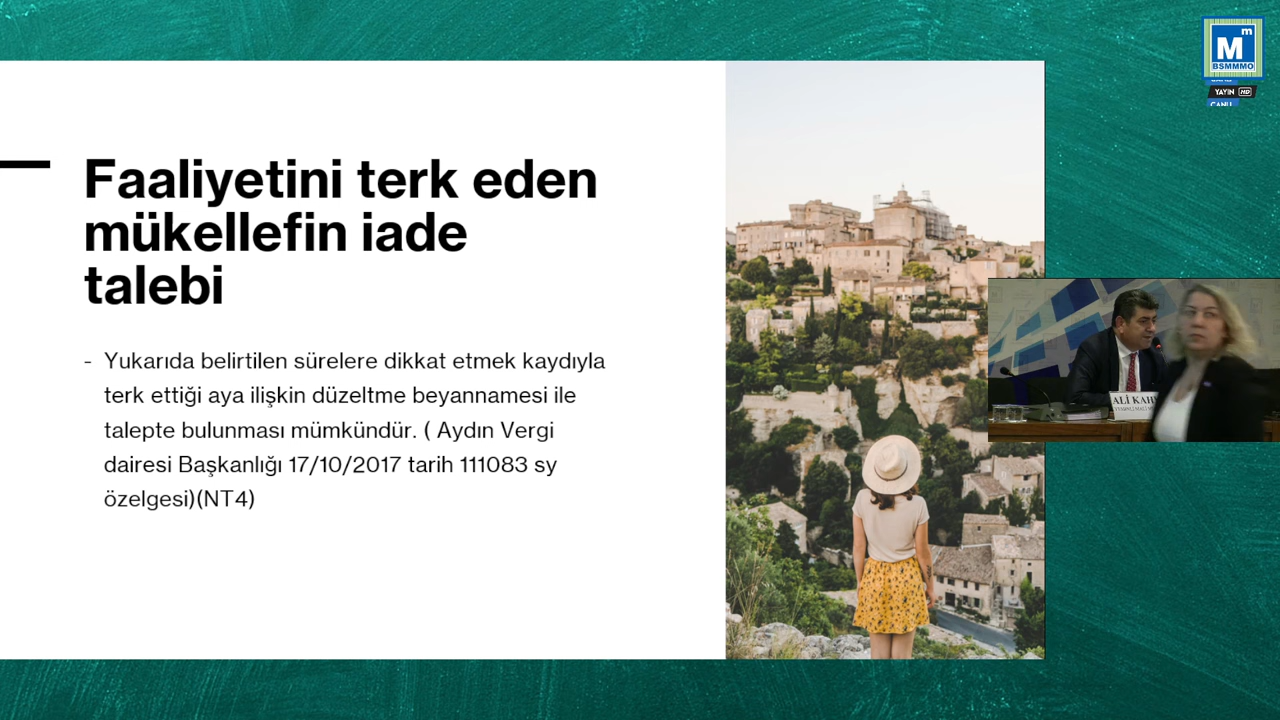 Faaliyetini terk eden
mükellefin iade
talebi
- Yukarıda belirtilen sürelere dikkat etmek kaydıyla
terk ettiği aya ilişkin düzeltme beyannamesi ile
talepte bulunması mümkündür. ( Aydın Vergi
dairesi Başkanlığı 17/10/2017 tarih 111083 sy
özelgesi)(NT4)
Mm
BSMMMO
YAYIN HD
CANLI
ALİ KAH